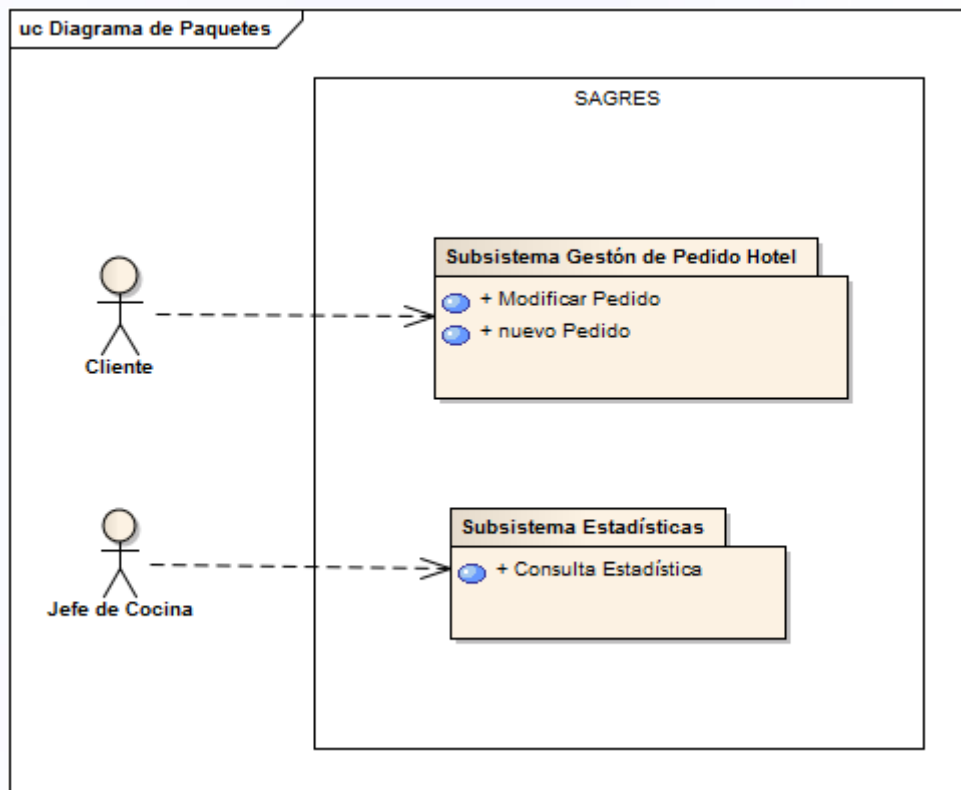 uc Diagrama de Paquetes
SAGRES
Subsistema Gestón de Pedido Hotel
+ Modificar Pedido
+ nuevo Pedido
Cliente
Subsistema Estadísticas
+ Consulta Estadística
Jefe de Cocina